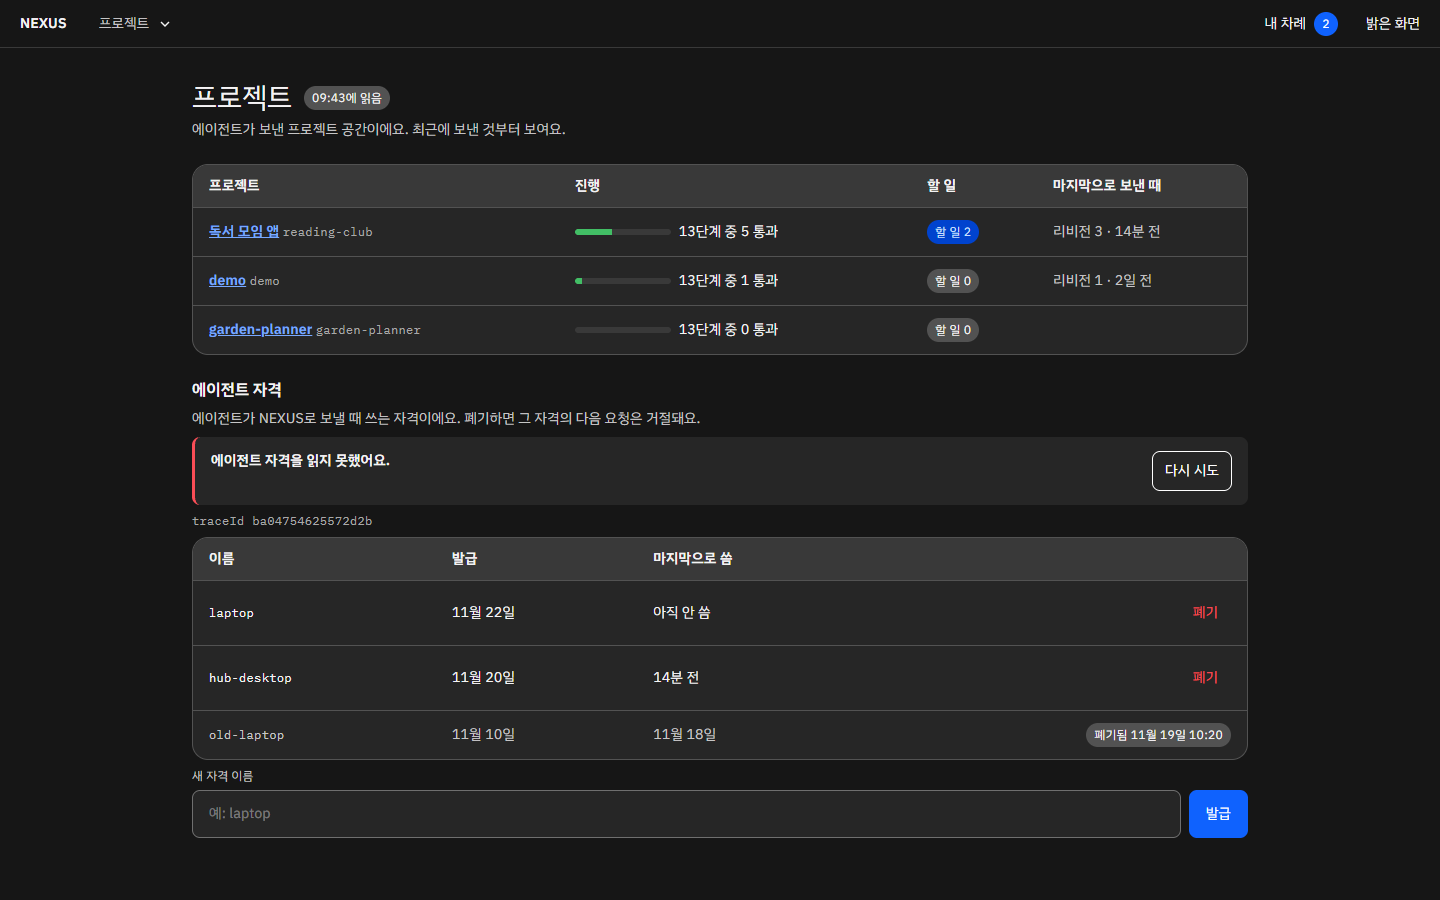 NEXUS 프로젝트 내 차례 2 밝은 화면
프로젝트 09:43에 읽음
에이전트가 보낸 프로젝트 공간이에요. 최근에 보낸 것부터 보여요.
프로젝트 진행 할 일 마지막으로 보낸 때
독서 모임 앱 reading-club 13단계 중 5 통과 할 일 2 리비전 3 · 14분 전
demo demo 13단계 중 1 통과 할 일 0 리비전 1 · 2일 전
garden-planner garden-planner 13단계 중 0 통과 할 일 0
에이전트 자격
에이전트가 NEXUS로 보낼 때 쓰는 자격이에요. 폐기하면 그 자격의 다음 요청은 거절돼요.
에이전트 자격을 읽지 못했어요. 다시 시도
traceId ba04754625572d2b
이름 발급 마지막으로 씀
laptop 11월 22일 아직 안 씀 폐기
hub-desktop 11월 20일 14분 전 폐기
old-laptop 11월 10일 11월 18일 폐기됨 11월 19일 10:20
새 자격 이름
예: laptop 발급